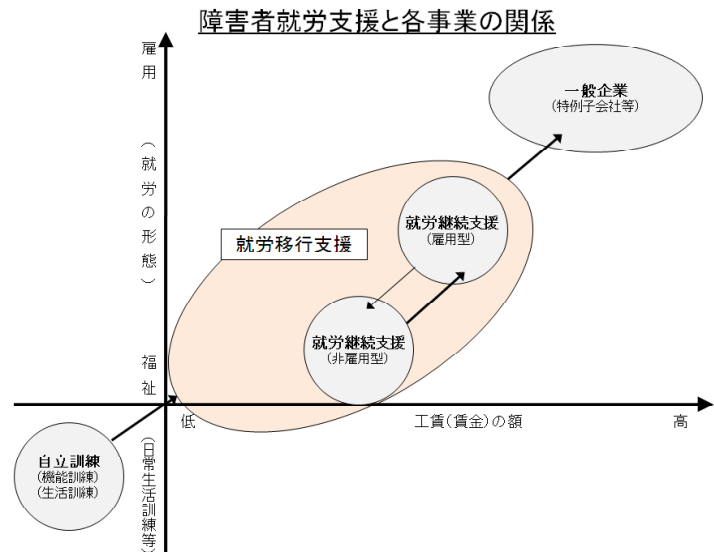 障害者就労支援と各事業の関係
雇用
（就労の形態）
福祉
一般企業
（特例子会社等）
就労継続支援
（雇用型）
就労移行支援
就労継続支援
（非雇用型）
低
工賃（賃金）の額
高
自立訓練
（機能訓練）
（生活訓練）
（日常生活訓練等）